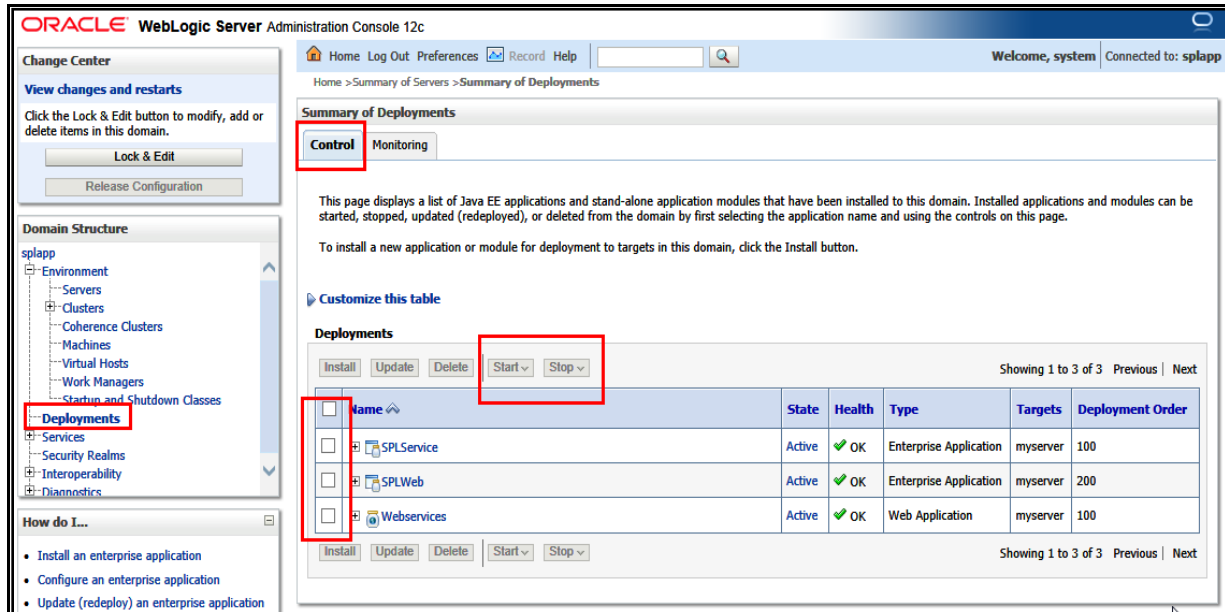 ORACLE WebLogic Server Administration Console 12c
Change Center
View changes and restarts
Click the Lock & Edit button to modify, add or
delete items in this domain.
Lock & Edit
Release Configuration
Domain Structure
splapp
Environment
Servers
Clusters
Coherence Clusters
Machines
Virtual Hosts
Work Managers
Startup and Shutdown Classes
Deployments
Services
Security Realms
Interoperability
Diagnostics
How do I...
Install an enterprise application
Configure an enterprise application
Update (redeploy) an enterprise application
Home Log Out Preferences Record Help
Welcome, system Connected to: splapp
Home >Summary of Servers >Summary of Deployments
Summary of Deployments
Control Monitoring
This page displays a list of Java EE applications and stand-alone application modules that have been installed to this domain. Installed applications and modules can be
started, stopped, updated (redeployed), or deleted from the domain by first selecting the application name and using the controls on this page.
To install a new application or module for deployment to targets in this domain, click the Install button.
Customize this table
Deployments
Install Update Delete Start Stop Showing 1 to 3 of 3 Previous | Next
Name State Health Type Targets Deployment Order
SPLService Active OK Enterprise Application myserver 100
SPLWeb Active OK Enterprise Application myserver 200
Webservices Active OK Web Application myserver 100
Install Update Delete Start Stop Showing 1 to 3 of 3 Previous | Next